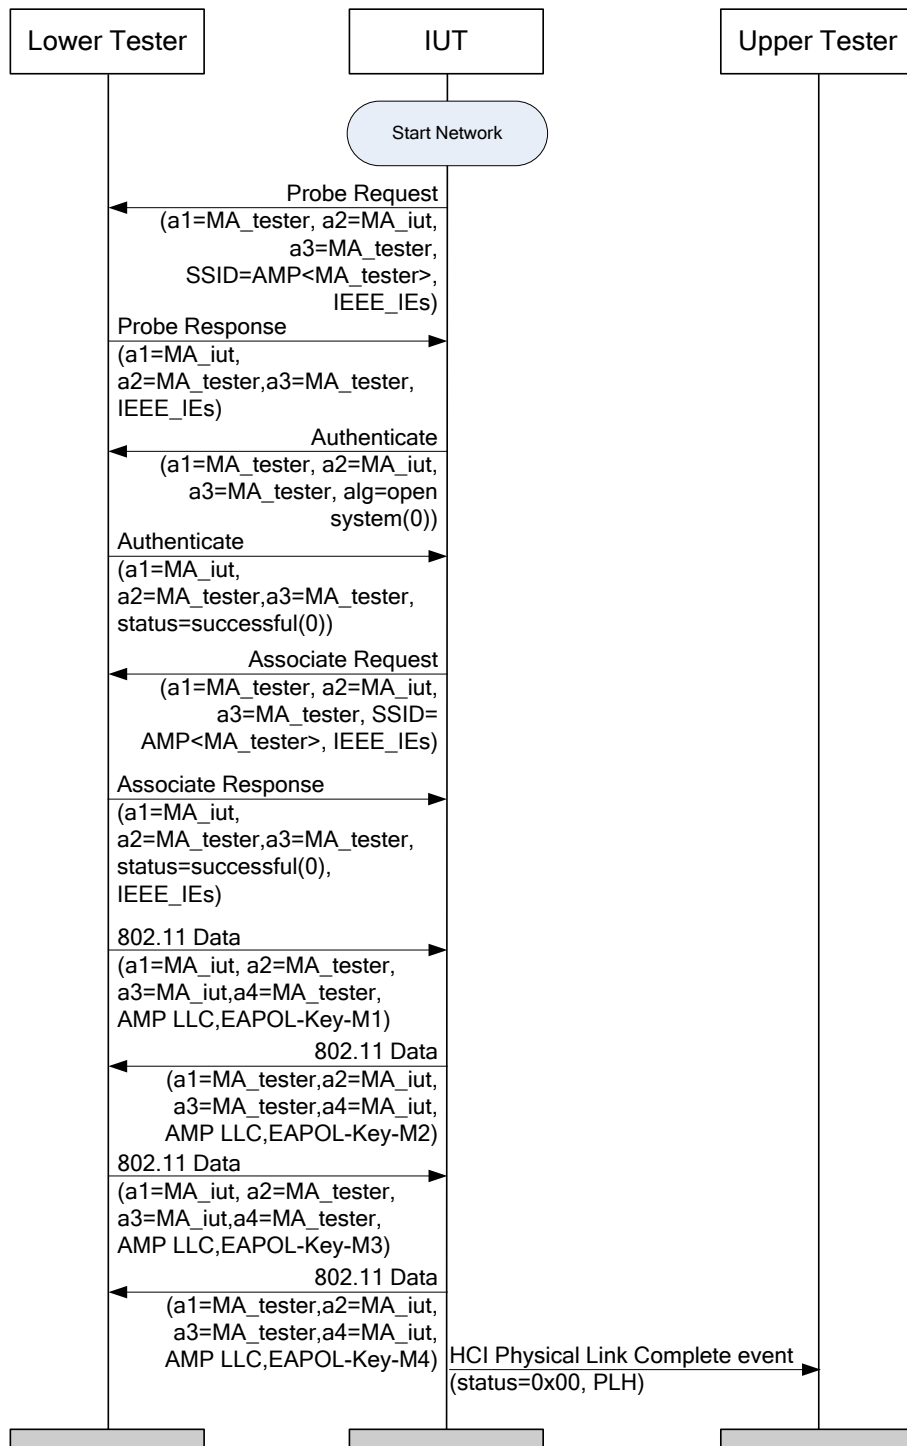 Lower Tester
IUT
Upper Tester
Start Network
Probe Request
(a1=MA_tester, a2=MA_iut,
a3=MA_tester,
SSID=AMP<MA_tester>,
IEEE_IEs)
Probe Response
(a1=MA_iut,
a2=MA_tester,a3=MA_tester,
IEEE_IEs)
Authenticate
(a1=MA_tester, a2=MA_iut,
a3=MA_tester, alg=open
system(0))
Authenticate
(a1=MA_iut,
a2=MA_tester,a3=MA_tester,
status=successful(0))
Associate Request
(a1=MA_tester, a2=MA_iut,
a3=MA_tester, SSID=
AMP<MA_tester>, IEEE_IEs)
Associate Response
(a1=MA_iut,
a2=MA_tester,a3=MA_tester,
status=successful(0),
IEEE_IEs)
802.11 Data
(a1=MA_iut, a2=MA_tester,
a3=MA_iut,a4=MA_tester,
AMP LLC,EAPOL-Key-M1)
802.11 Data
(a1=MA_tester,a2=MA_iut,
a3=MA_tester,a4=MA_iut,
AMP LLC,EAPOL-Key-M2)
802.11 Data
(a1=MA_iut, a2=MA_tester,
a3=MA_iut,a4=MA_tester,
AMP LLC,EAPOL-Key-M3)
802.11 Data
(a1=MA_tester,a2=MA_iut,
a3=MA_tester,a4=MA_iut,
AMP LLC,EAPOL-Key-M4)
HCI Physical Link Complete event
(status=0x00, PLH)